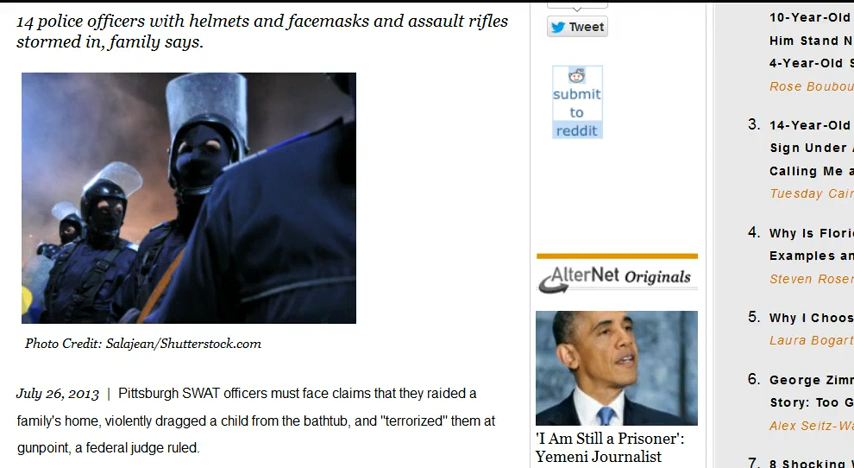 14 police officers with helmets and facemasks and assault rifles
stormed in, family says.
Photo Credit: Salajean/Shutterstock.com
July 26, 2013 | Pittsburgh SWAT officers must face claims that they raided a
family's home, violently dragged a child from the bathtub, and "terrorized" them at
gunpoint, a federal judge ruled.
Tweet
submit
to
reddit
AlterNet Originals
'I Am Still a Prisoner':
Yemeni Journalist
10-Year-Old
Him Stand N
4-Year-Old S
Rose Boubou
3. 14-Year-Old
Sign Under
Calling Me a
Tuesday Cain
4. Why Is Flori
Examples an
Steven Rosen
5. Why I Choos
Laura Bogart
6. George Zimm
Story: Too G
Alex Seitz-Wa
7. 8 Shocking